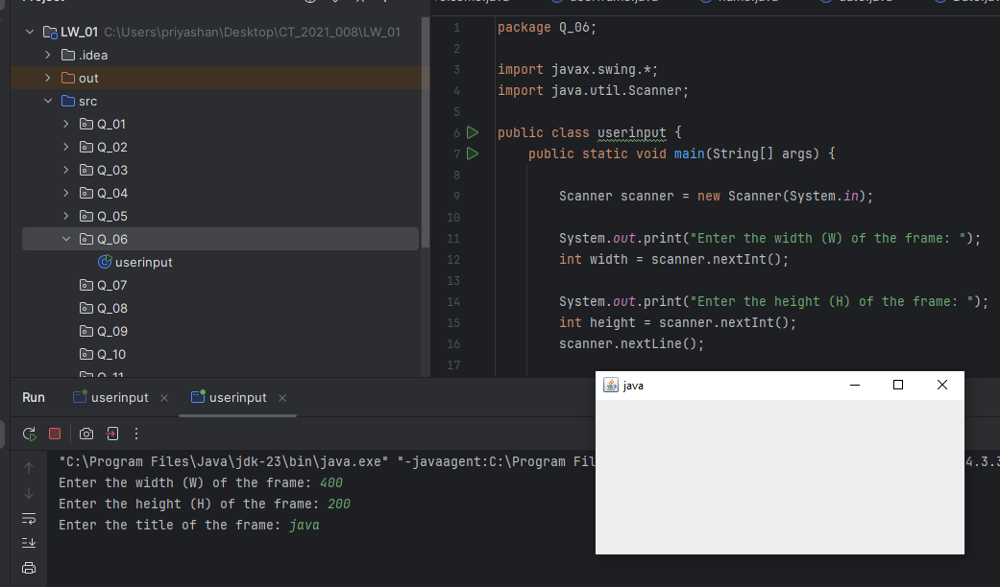 LW_01 C:\Users\priyashan\Desktop\CT_2021_008\LW_01
.idea
out
src
Q_01
Q_02
Q_03
Q_04
Q_05
Q_06
userinput
Q_07
Q_08
Q_09
Q_10
1 package Q_06;
2
3 import javax.swing.*;
4 import java.util.Scanner;
5
6 public class userinput {
7 public static void main(String[] args) {
8
9 Scanner scanner = new Scanner(System.in);
10
11 System.out.print("Enter the width (W) of the frame: ");
12 int width = scanner.nextInt();
13
14 System.out.print("Enter the height (H) of the frame: ");
15 int height = scanner.nextInt();
16 scanner.nextLine();
17
Run userinput userinput
"C:\Program Files\Java\jdk-23\bin\java.exe" "-javaagent:C:\Program Fil 4.3.3
Enter the width (W) of the frame: 400
Enter the height (H) of the frame: 200
Enter the title of the frame: java
java